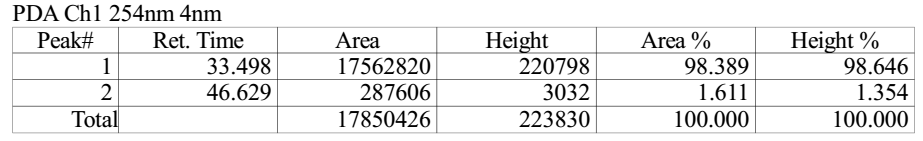 PDA Ch1 254nm 4nm
Peak# Ret. Time Area Height Area % Height %
1 33.498 17562820 220798 98.389 98.646
2 46.629 287606 3032 1.611 1.354
Total 17850426 223830 100.000 100.000